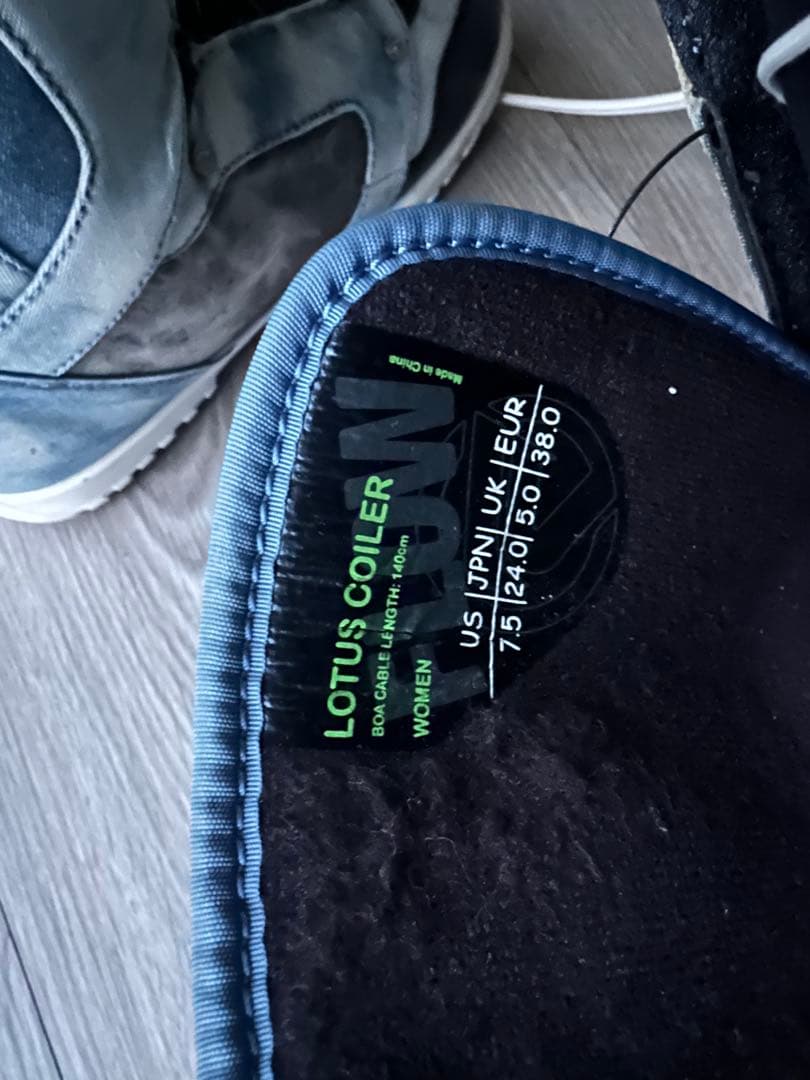 Made in China
FLOW
LOTUS COILER
BOA CABLE LENGTH: 140cm
WOMEN
US | JPN | UK | EUR
7.5 | 24.0 | 5.0 | 38.0